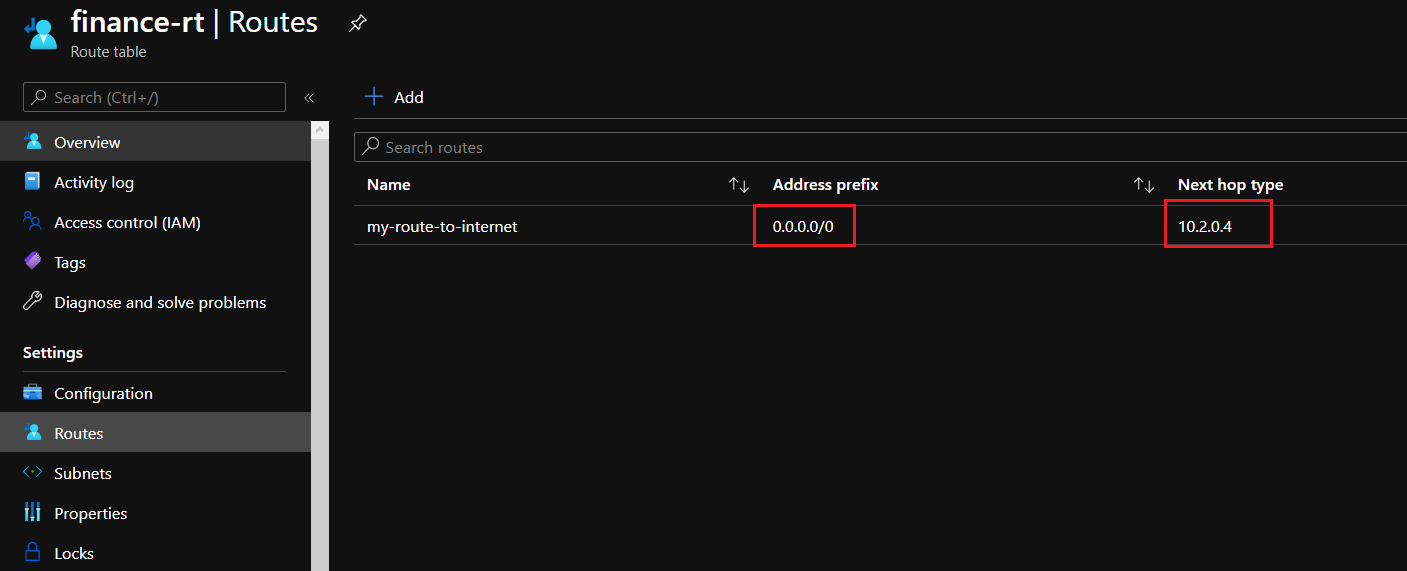 finance-rt | Routes
Route table
Search (Ctrl+/)
«
Overview
Activity log
Access control (IAM)
Tags
Diagnose and solve problems
Settings
Configuration
Routes
Subnets
Properties
Locks
+ Add
Search routes
Name ↑↓ Address prefix ↑↓ Next hop type
my-route-to-internet 0.0.0.0/0 10.2.0.4